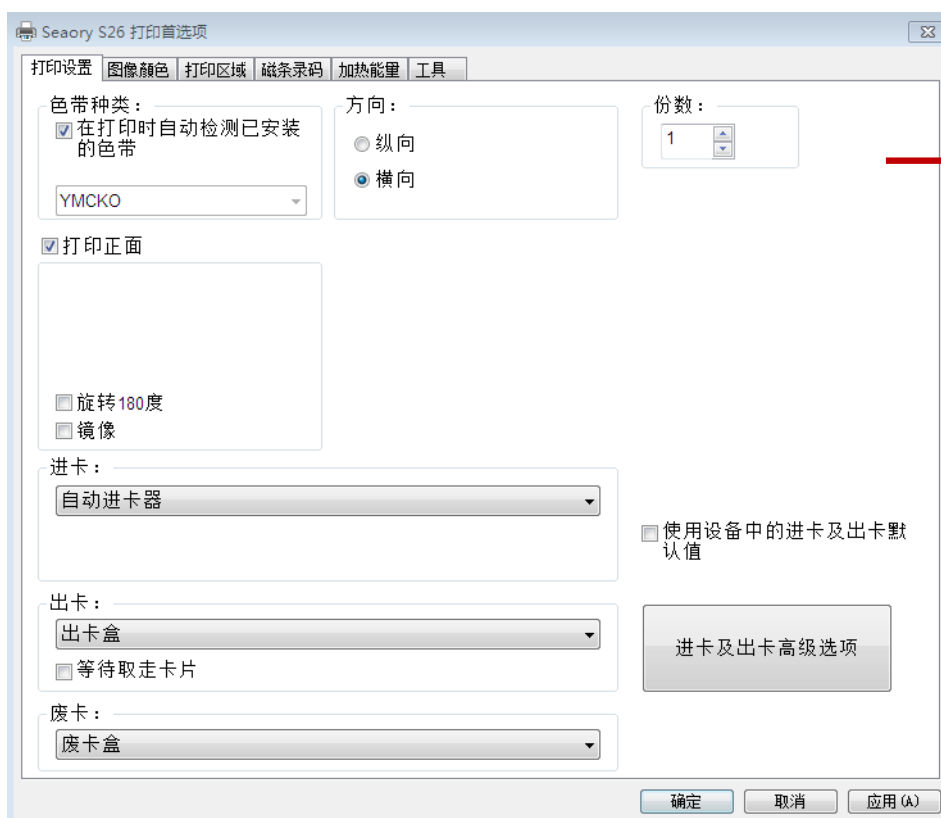 Seaory S26 打印首选项
打印设置 图像颜色 打印区域 磁条录码 加热能量 工具
色带种类：
在打印时自动检测已安装
的色带
YMCKO
方向：
纵向
横向
份数：
1
打印正面
旋转180度
镜像
进卡：
自动进卡器
使用设备中的进卡及出卡默
认值
出卡：
出卡盒
等待取走卡片
进卡及出卡高级选项
废卡：
废卡盒
确定 取消 应用(A)